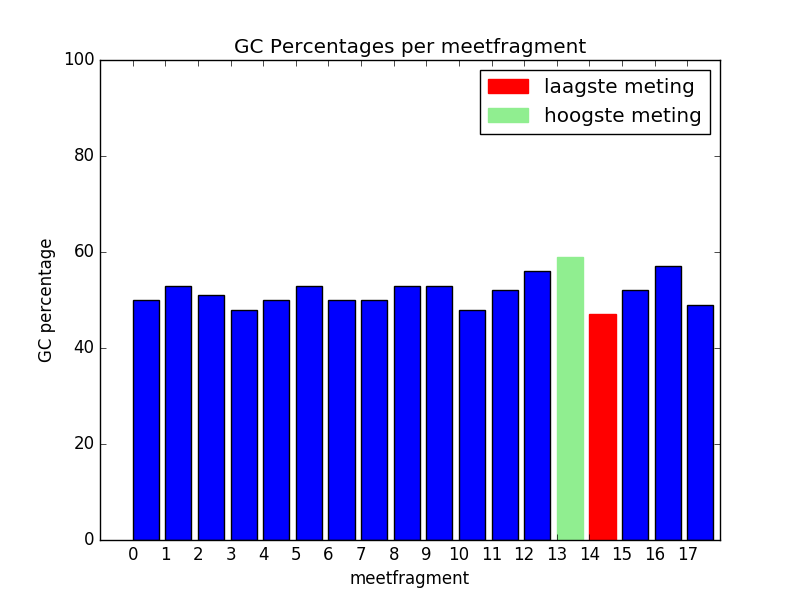 GC Percentages per meetfragment
laagste meting
hoogste meting
GC percentage
100
80
60
40
20
0
0 1 2 3 4 5 6 7 8 9 10 11 12 13 14 15 16 17
meetfragment